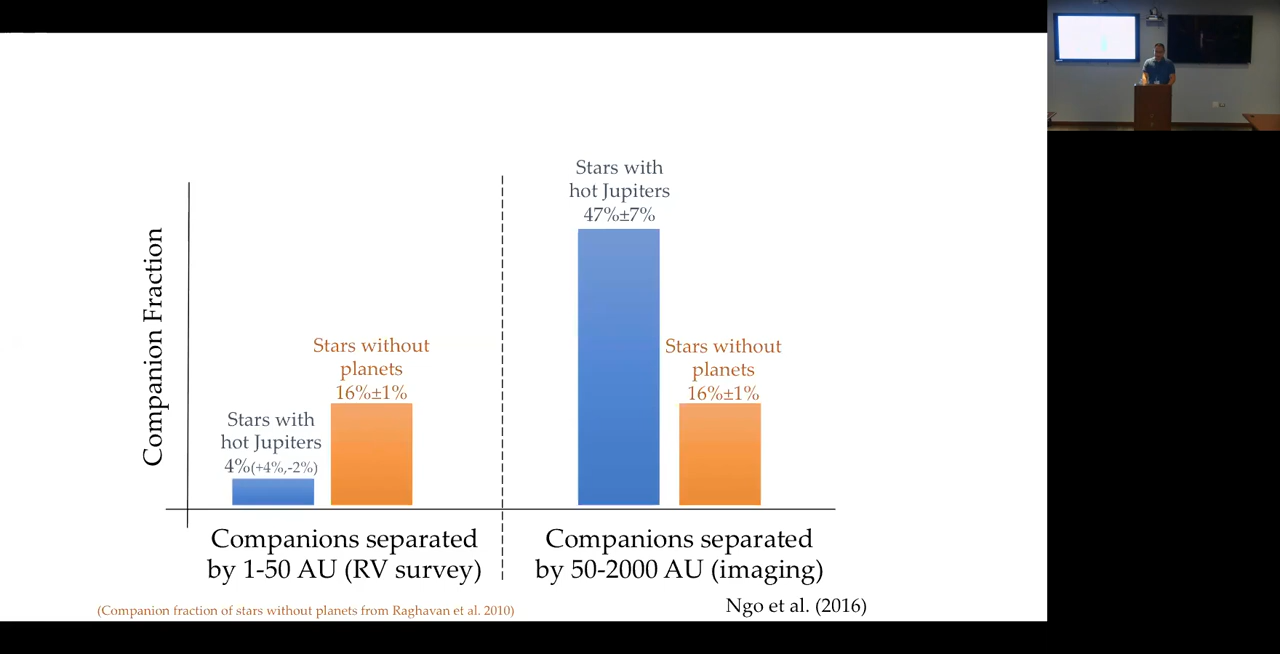 Companion Fraction
Stars with
hot Jupiters
4%(+4%,-2%)
Stars without
planets
16%±1%
Stars with
hot Jupiters
47%±7%
Stars without
planets
16%±1%
Companions separated
by 1-50 AU (RV survey)
Companions separated
by 50-2000 AU (imaging)
(Companion fraction of stars without planets from Raghavan et al. 2010)
Ngo et al. (2016)